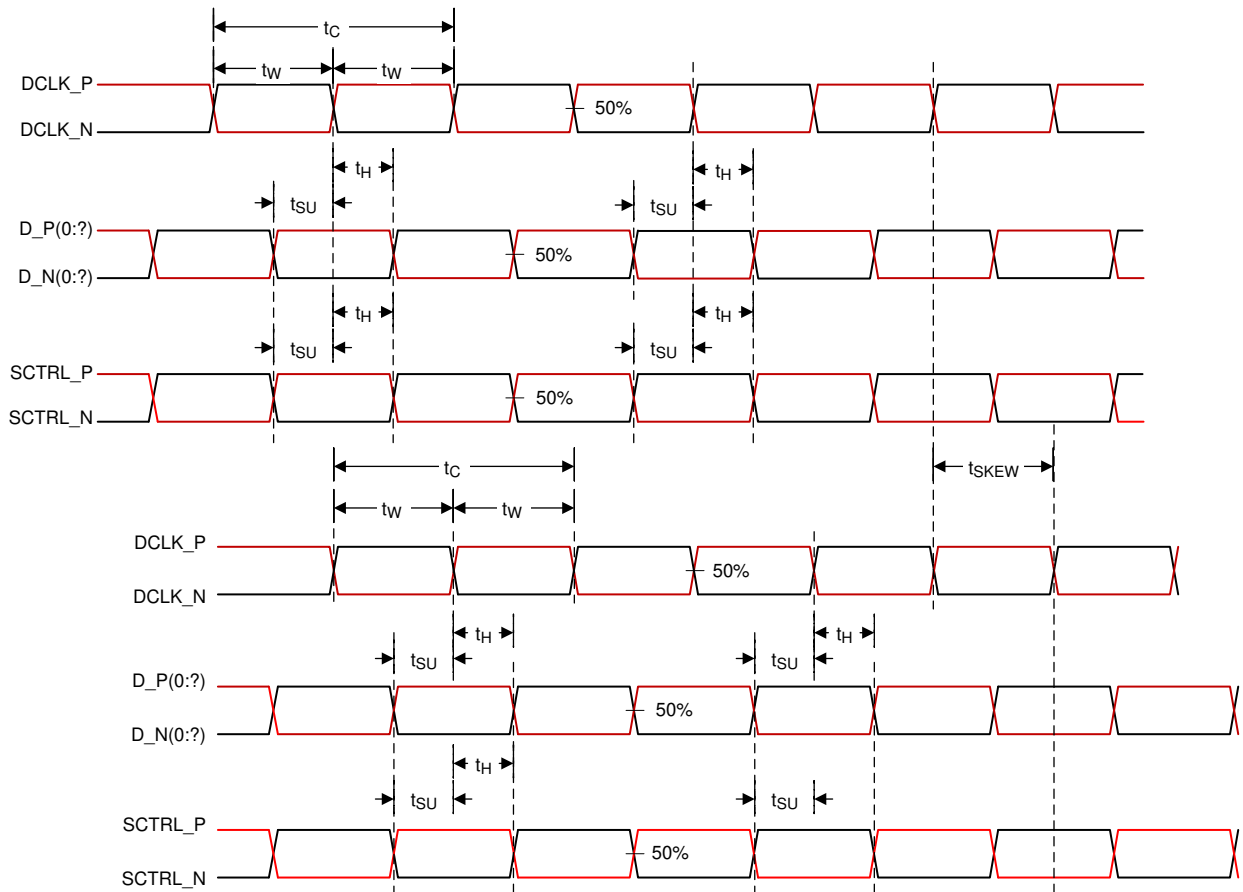 tC
tW tW
DCLK_P
50%
DCLK_N
tH tH
tSU tSU
D_P(0:?)
50%
D_N(0:?)
tH tH
tSU tSU
SCTRL_P
50%
SCTRL_N
tC tSKEW
tW tW
DCLK_P
50%
DCLK_N
tH tH
tSU tSU
D_P(0:?)
50%
D_N(0:?)
tH
tSU tSU
SCTRL_P
50%
SCTRL_N